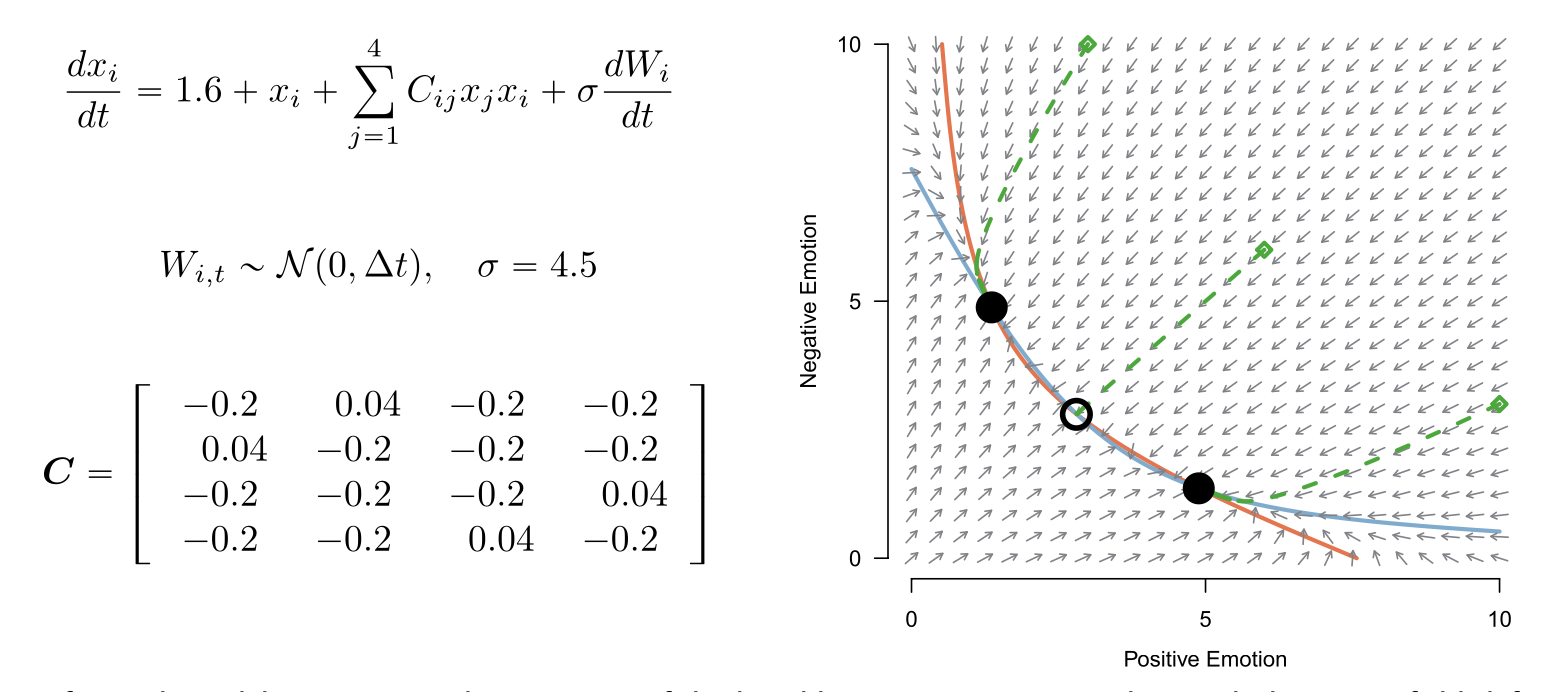 dx_i/dt = 1.6 + x_i + ∑_{j=1}^{4} C_{ij}x_jx_i + σ dW_i/dt
W_{i,t} ∼ 𝒩(0, Δt), σ = 4.5
C =
−0.2 0.04 −0.2 −0.2
0.04 −0.2 −0.2 −0.2
−0.2 −0.2 −0.2 0.04
−0.2 −0.2 0.04 −0.2
10
5
0
Negative Emotion
0 5 10
Positive Emotion